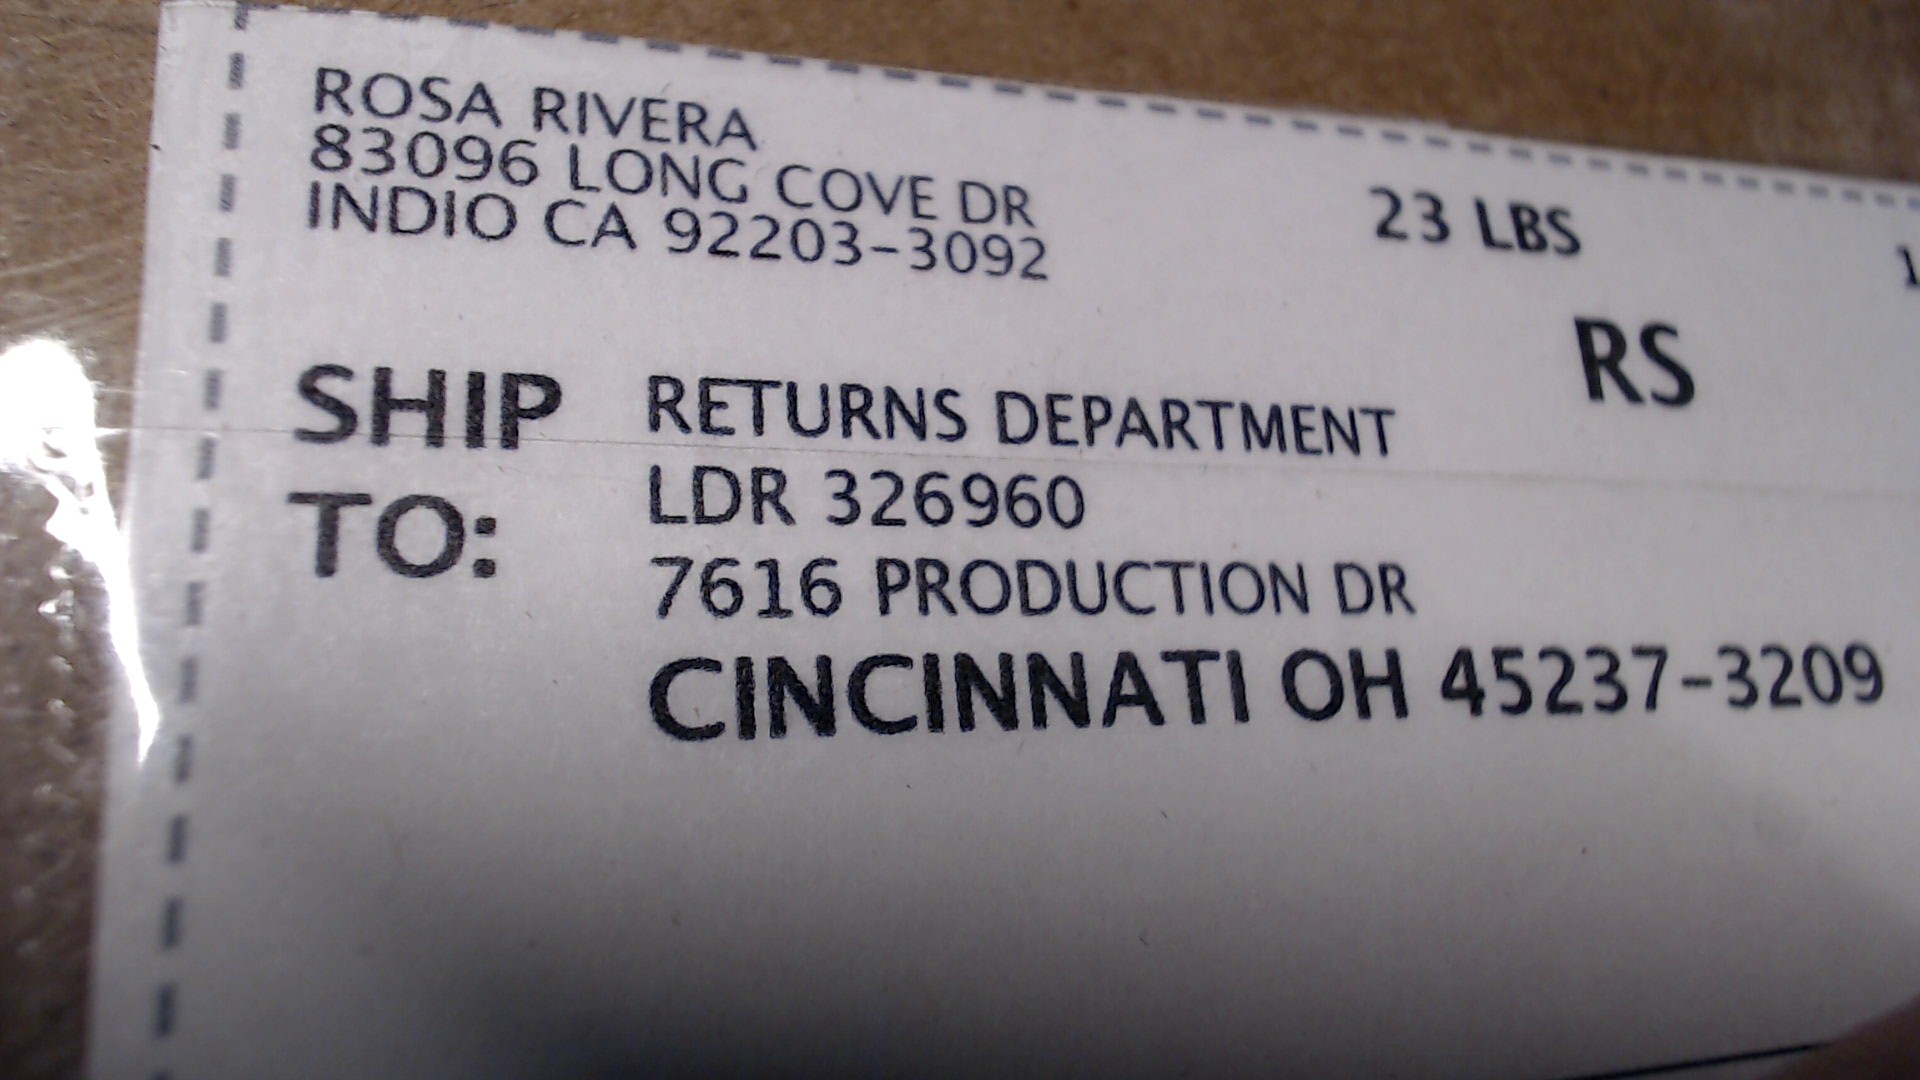 ROSA RIVERA
83096 LONG COVE DR
INDIO CA 92203-3092
23 LBS
RS
SHIP TO:
RETURNS DEPARTMENT
LDR 326960
7616 PRODUCTION DR
CINCINNATI OH 45237-3209